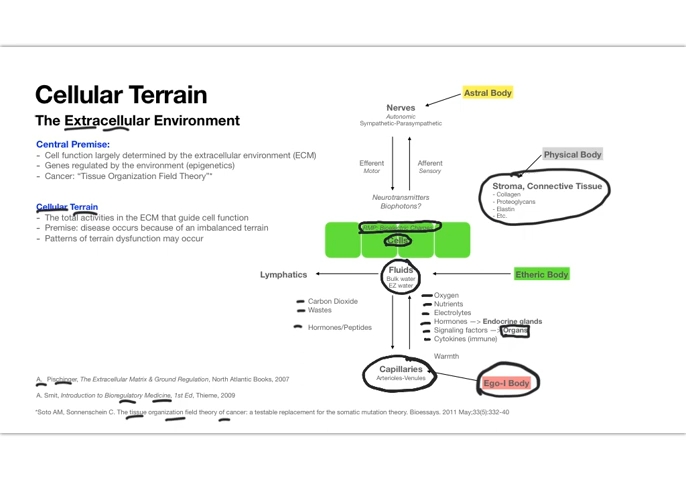 Cellular Terrain
The Extracellular Environment
Central Premise:
- Cell function largely determined by the extracellular environment (ECM)
- Genes regulated by the environment (epigenetics)
- Cancer: “Tissue Organization Field Theory”*
Cellular Terrain
- The total activities in the ECM that guide cell function
- Premise: disease occurs because of an imbalanced terrain
- Patterns of terrain dysfunction may occur
Astral Body
Nerves
Autonomic
Sympathetic-Parasympathetic
Efferent
Motor
Afferent
Sensory
Neurotransmitters
Biophotons?
Physical Body
Stroma, Connective Tissue
- Collagen
- Proteoglycans
- Elastin
- Etc.
Cells
Lymphatics
Fluids
Bulk water
EZ water
Etheric Body
Carbon Dioxide
Wastes
Hormones/Peptides
Oxygen
Nutrients
Electrolytes
Hormones —> Endocrine glands
Signaling factors —> Organs
Cytokines (immune)
Warmth
Capillaries
Arterioles-Venules
Ego-I Body
A. Pischinger, The Extracellular Matrix & Ground Regulation, North Atlantic Books, 2007
A. Smit, Introduction to Bioregulatory Medicine, 1st Ed, Thieme, 2009
*Soto AM, Sonnenschein C. The tissue organization field theory of cancer: a testable replacement for the somatic mutation theory. Bioessays. 2011 May;33(5):332-40